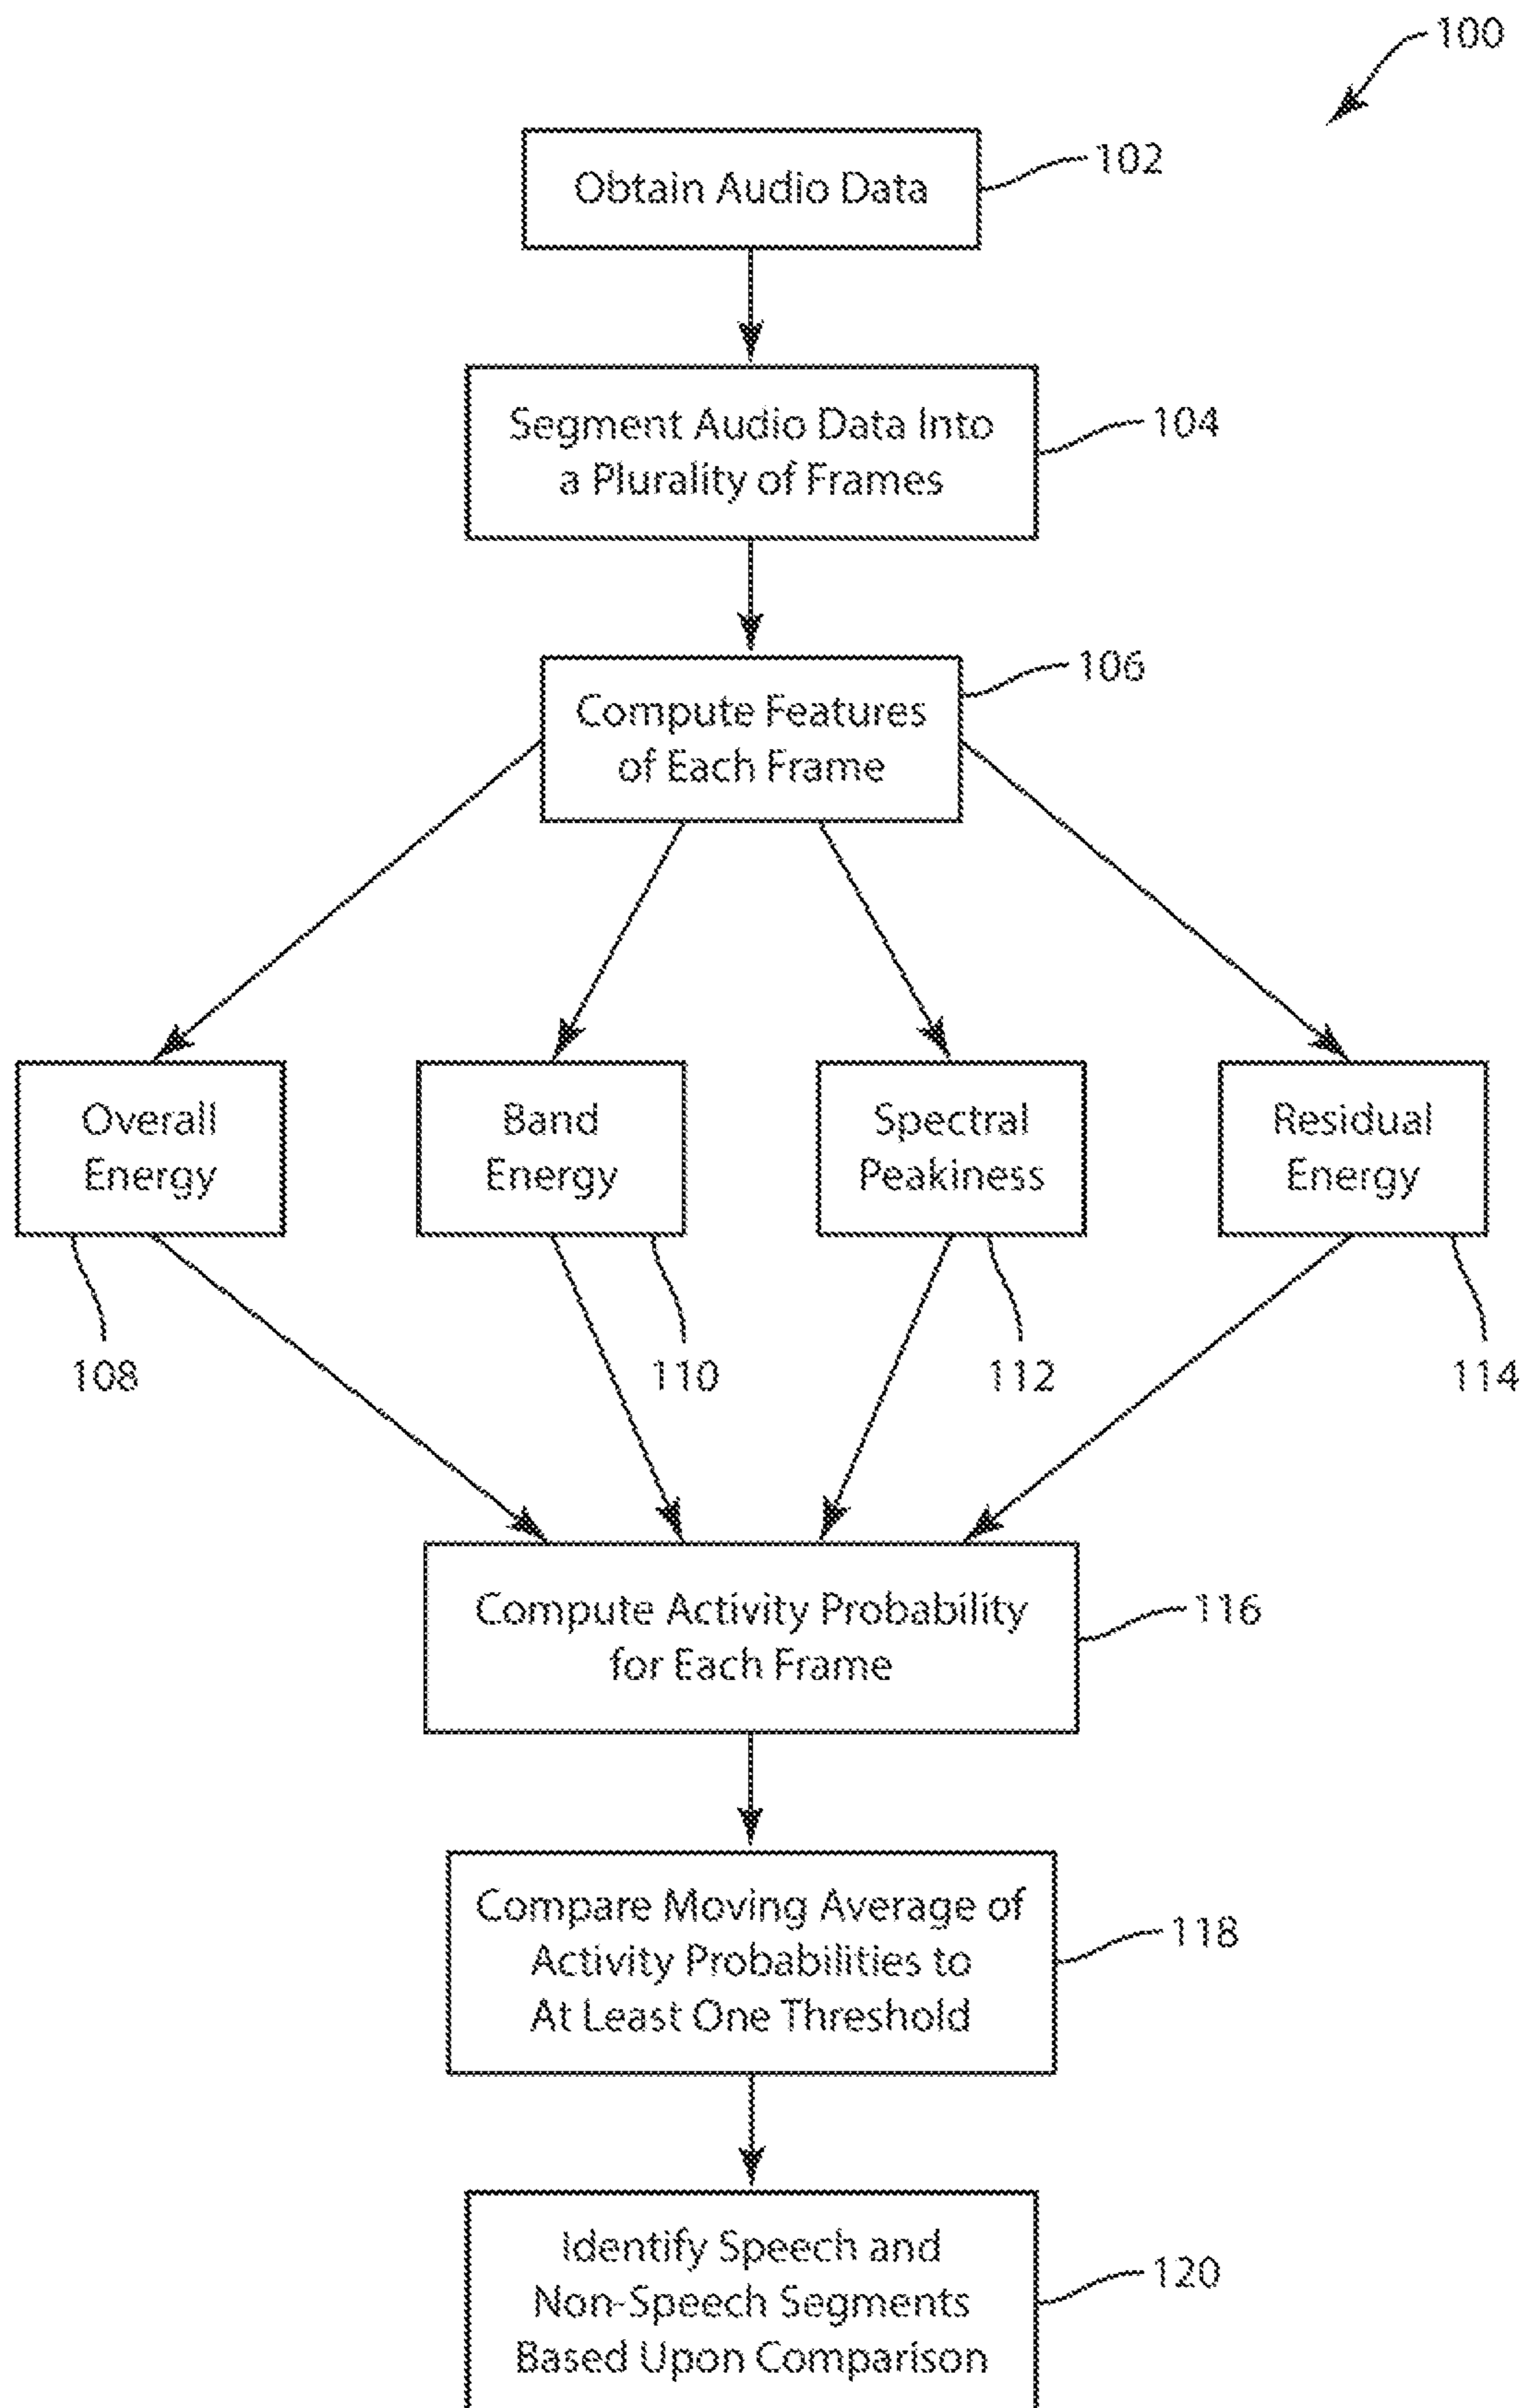 100
Obtain Audio Data
102
Segment Audio Data Into
a Plurality of Frames
104
Compute Features
of Each Frame
106
Overall
Energy
108
Band
Energy
110
Spectral
Peakiness
112
Residual
Energy
114
Compute Activity Probability
for Each Frame
116
Compare Moving Average of
Activity Probabilities to
At Least One Threshold
118
Identify Speech and
Non-Speech Segments
Based Upon Comparison
120